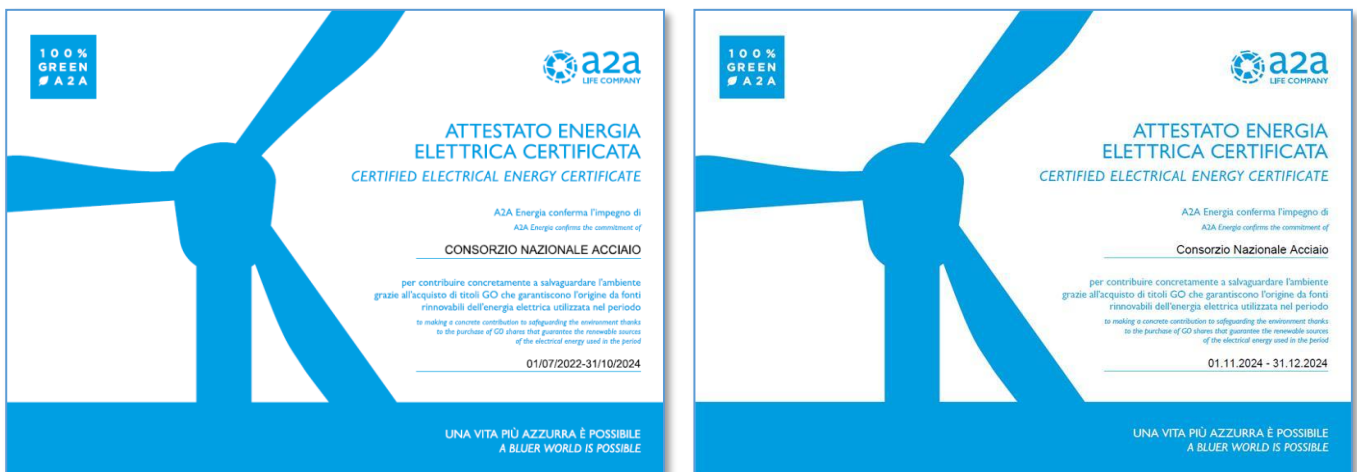 100%
GREEN
A2A
a2a
LIFE COMPANY
ATTESTATO ENERGIA
ELETTRICA CERTIFICATA
CERTIFIED ELECTRICAL ENERGY CERTIFICATE
A2A Energia conferma l'impegno di
A2A Energia confirms the commitment of
CONSORZIO NAZIONALE ACCIAIO
per contribuire concretamente a salvaguardare l'ambiente
grazie all'acquisto di titoli GO che garantiscono l'origine da fonti
rinnovabili dell'energia elettrica utilizzata nel periodo
to making a concrete contribution to safeguarding the environment thanks
to the purchase of GO shares that guarantee the renewable sources
of the electrical energy used in the period
01/07/2022-31/10/2024
UNA VITA PIÙ AZZURRA È POSSIBILE
A BLUER WORLD IS POSSIBLE
100%
GREEN
A2A
a2a
LIFE COMPANY
ATTESTATO ENERGIA
ELETTRICA CERTIFICATA
CERTIFIED ELECTRICAL ENERGY CERTIFICATE
A2A Energia conferma l'impegno di
A2A Energia confirms the commitment of
Consorzio Nazionale Acciaio
per contribuire concretamente a salvaguardare l'ambiente
grazie all'acquisto di titoli GO che garantiscono l'origine da fonti
rinnovabili dell'energia elettrica utilizzata nel periodo
to making a concrete contribution to safeguarding the environment thanks
to the purchase of GO shares that guarantee the renewable sources
of the electrical energy used in the period
01.11.2024 - 31.12.2024
UNA VITA PIÙ AZZURRA È POSSIBILE
A BLUER WORLD IS POSSIBLE